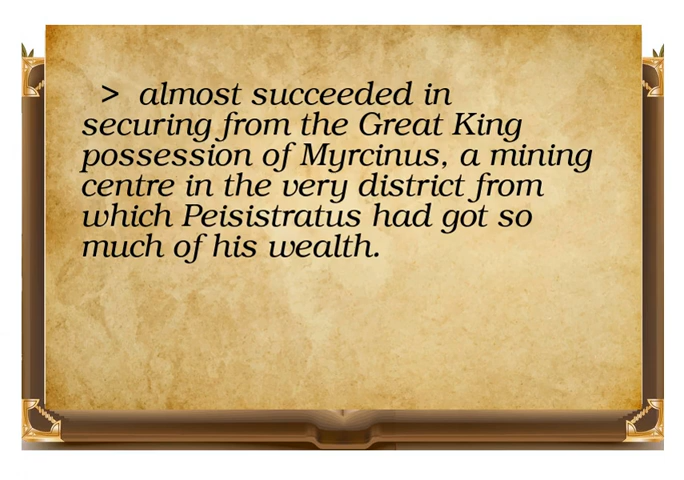 > almost succeeded in
securing from the Great King
possession of Myrcinus, a mining
centre in the very district from
which Peisistratus had got so
much of his wealth.